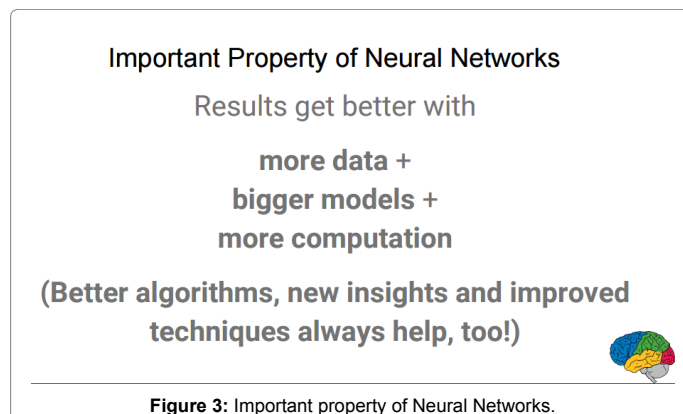 Important Property of Neural Networks
Results get better with
more data +
bigger models +
more computation
(Better algorithms, new insights and improved
techniques always help, too!)
Figure 3: Important property of Neural Networks.